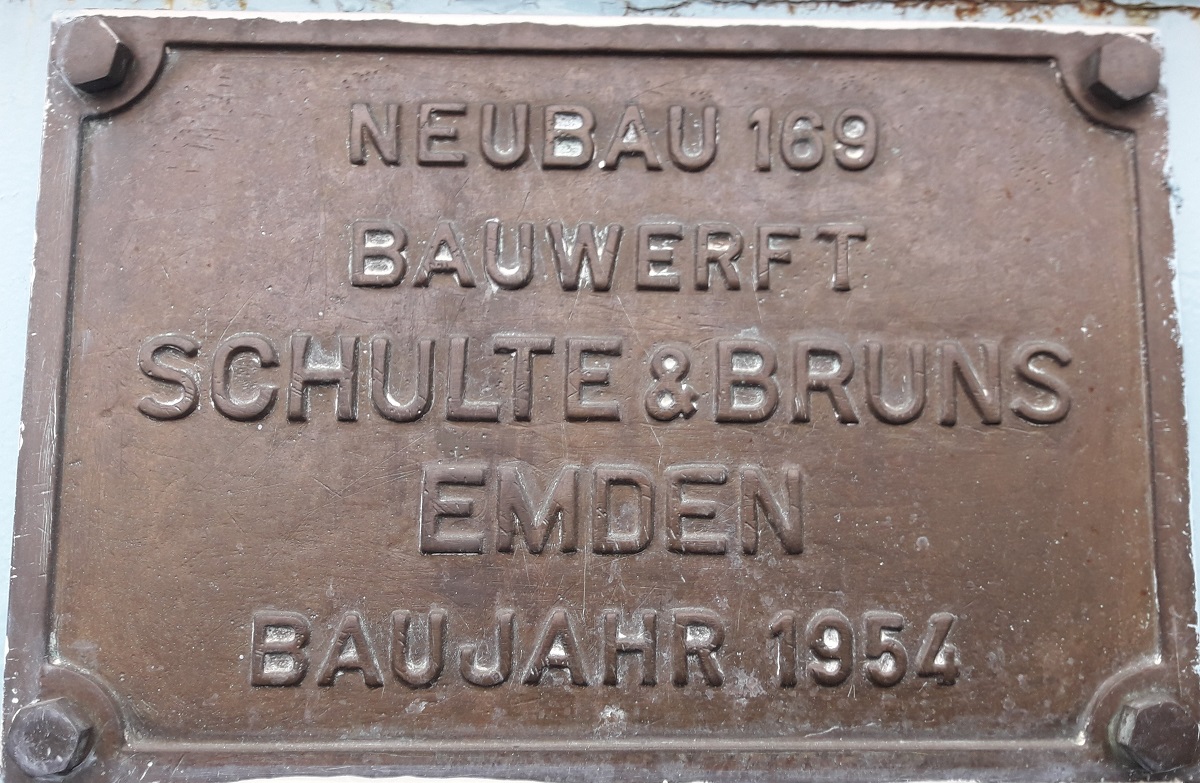 NEUBAU 169
BAUWERFT
SCHULTE & BRUNS
EMDEN
BAUJAHR 1954